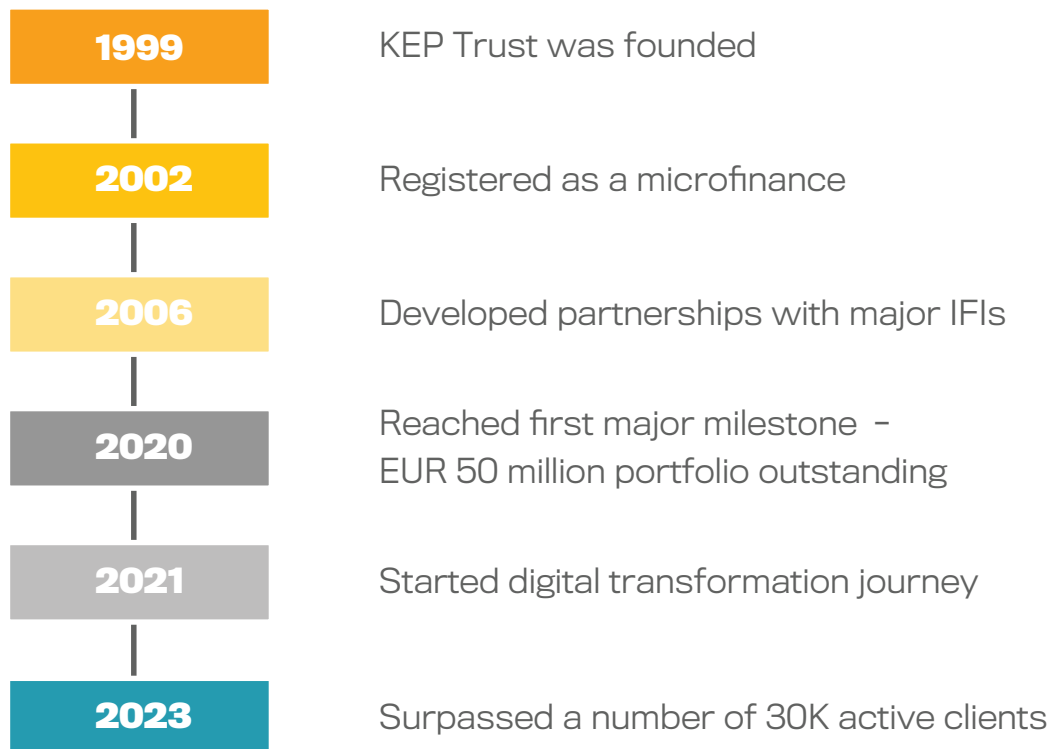 1999
KEP Trust was founded
2002
Registered as a microfinance
2006
Developed partnerships with major IFIs
2020
Reached first major milestone –
EUR 50 million portfolio outstanding
2021
Started digital transformation journey
2023
Surpassed a number of 30K active clients